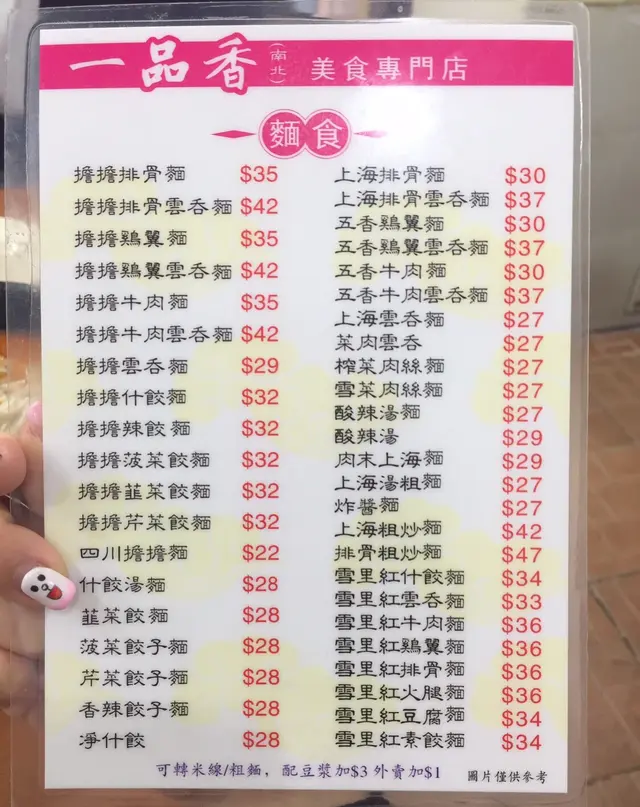 一品香(南北)美食專門店
麵食
擔擔排骨麵 $35
擔擔排骨雲吞麵 $42
擔擔鷄翼麵 $35
擔擔鷄翼雲吞麵 $42
擔擔牛肉麵 $35
擔擔牛肉雲吞麵 $42
擔擔雲吞麵 $29
擔擔什餃麵 $32
擔擔辣餃麵 $32
擔擔菠菜餃麵 $32
擔擔韮菜餃麵 $32
擔擔芹菜餃麵 $32
四川擔擔麵 $22
什餃湯麵 $28
韮菜餃麵 $28
菠菜餃子麵 $28
芹菜餃子麵 $28
香辣餃子麵 $28
凈什餃 $28
上海排骨麵 $30
上海排骨雲吞麵 $37
五香鷄翼麵 $30
五香鷄翼雲吞麵 $37
五香牛肉麵 $30
五香牛肉雲吞麵 $37
上海雲吞麵 $27
菜肉雲吞 $27
榨菜肉絲麵 $27
雪菜肉絲麵 $27
酸辣湯麵 $27
酸辣湯 $29
肉末上海麵 $29
上海湯粗麵 $27
炸醬麵 $27
上海粗炒麵 $42
排骨粗炒麵 $47
雪里紅什餃麵 $34
雪里紅雲吞麵 $33
雪里紅牛肉麵 $36
雪里紅鷄翼麵 $36
雪里紅排骨麵 $36
雪里紅火腿麵 $36
雪里紅豆腐麵 $34
雪里紅素餃麵 $34
可轉米線/粗麵，配豆漿加$3 外賣加$1
圖片僅供參考